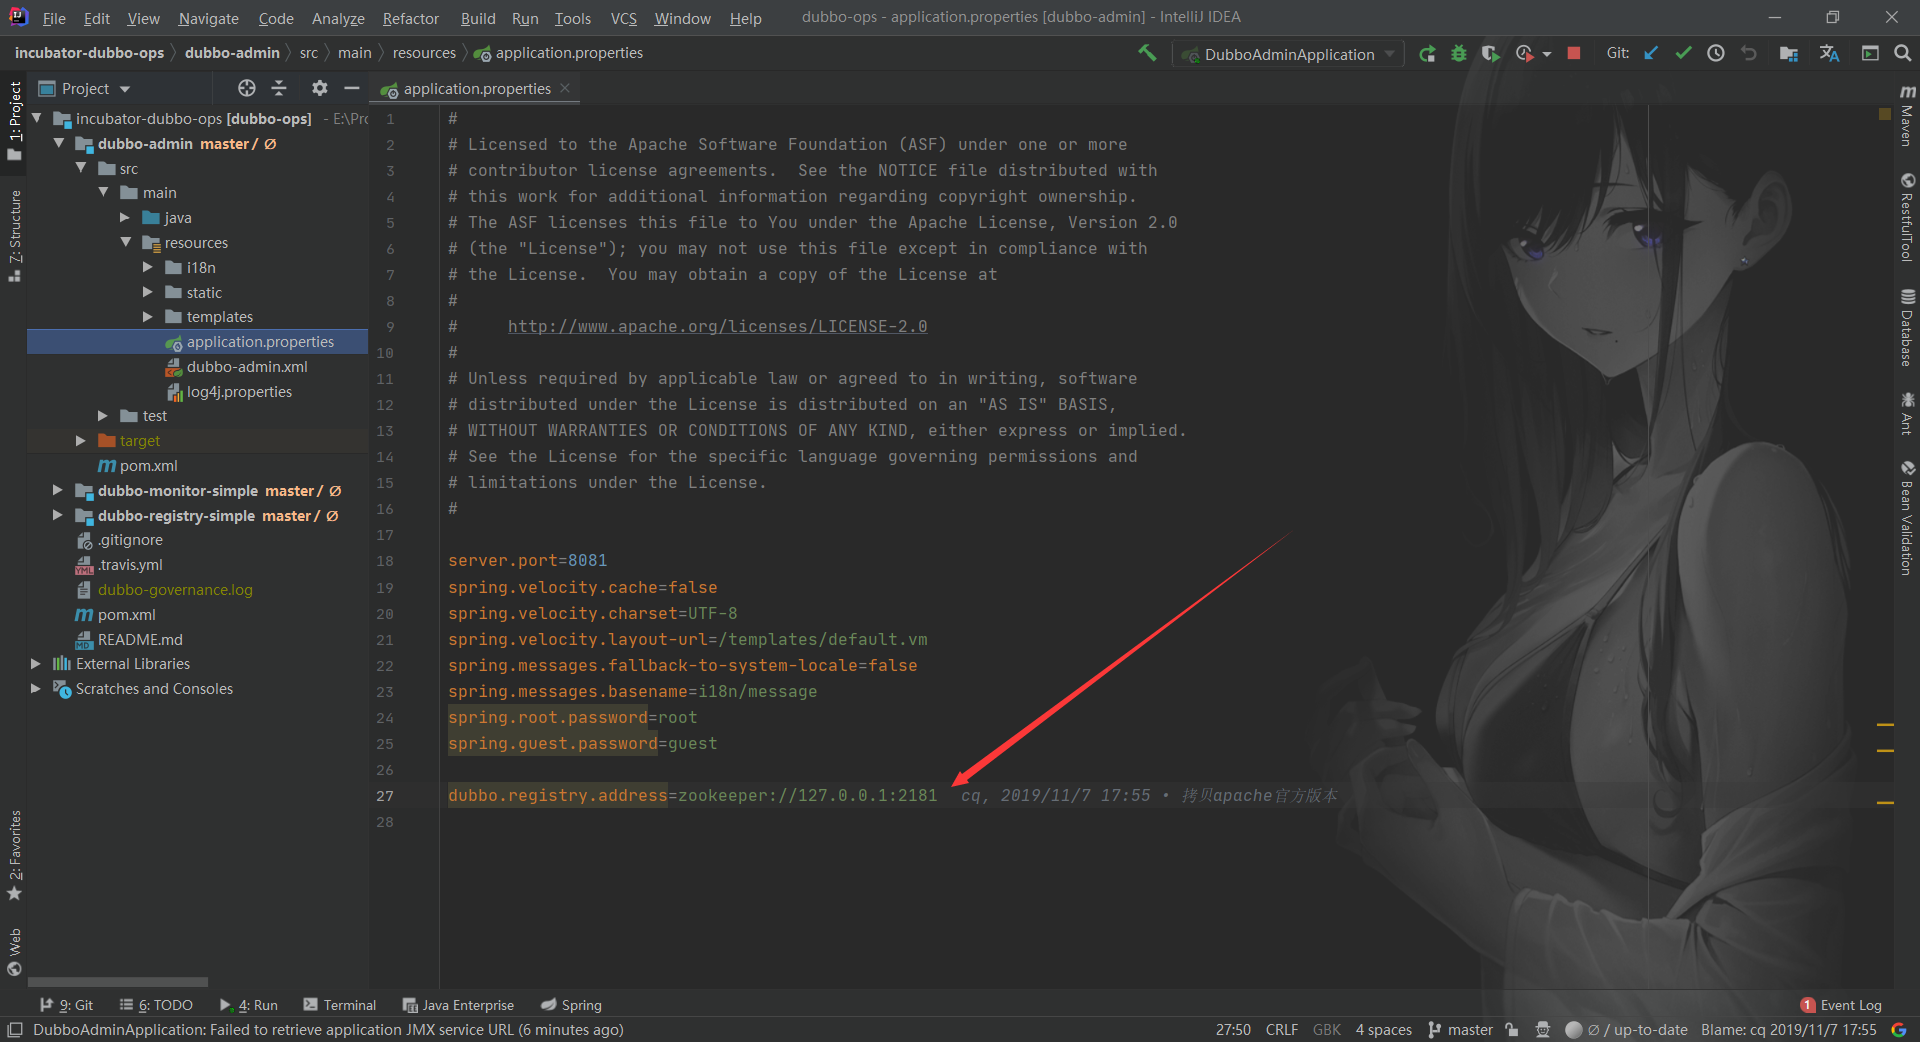 File Edit View Navigate Code Analyze Refactor Build Run Tools VCS Window Help dubbo-ops - application.properties [dubbo-admin] - IntelliJ IDEA
incubator-dubbo-ops dubbo-admin src main resources application.properties DubboAdminApplication Git:
Project application.properties
1: Project
7: Structure
2: Favorites
Web
incubator-dubbo-ops [dubbo-ops] - E:\Pro
dubbo-admin master / Ø
src
main
java
resources
i18n
static
templates
application.properties
dubbo-admin.xml
log4j.properties
test
target
pom.xml
dubbo-monitor-simple master / Ø
dubbo-registry-simple master / Ø
.gitignore
.travis.yml
dubbo-governance.log
pom.xml
README.md
External Libraries
Scratches and Consoles
1 #
2 # Licensed to the Apache Software Foundation (ASF) under one or more
3 # contributor license agreements.  See the NOTICE file distributed with
4 # this work for additional information regarding copyright ownership.
5 # The ASF licenses this file to You under the Apache License, Version 2.0
6 # (the "License"); you may not use this file except in compliance with
7 # the License.  You may obtain a copy of the License at
8 #
9 #     http://www.apache.org/licenses/LICENSE-2.0
10 #
11 # Unless required by applicable law or agreed to in writing, software
12 # distributed under the License is distributed on an "AS IS" BASIS,
13 # WITHOUT WARRANTIES OR CONDITIONS OF ANY KIND, either express or implied.
14 # See the License for the specific language governing permissions and
15 # limitations under the License.
16 #
17
18 server.port=8081
19 spring.velocity.cache=false
20 spring.velocity.charset=UTF-8
21 spring.velocity.layout-url=/templates/default.vm
22 spring.messages.fallback-to-system-locale=false
23 spring.messages.basename=i18n/message
24 spring.root.password=root
25 spring.guest.password=guest
26
27 dubbo.registry.address=zookeeper://127.0.0.1:2181 cq, 2019/11/7 17:55 • 拷贝apache官方版本
28
Maven
RestfulTool
Database
Ant
Bean Validation
9: Git 6: TODO 4: Run Terminal Java Enterprise Spring 1 Event Log
DubboAdminApplication: Failed to retrieve application JMX service URL (6 minutes ago) 27:50 CRLF GBK 4 spaces master Ø / up-to-date Blame: cq 2019/11/7 17:55